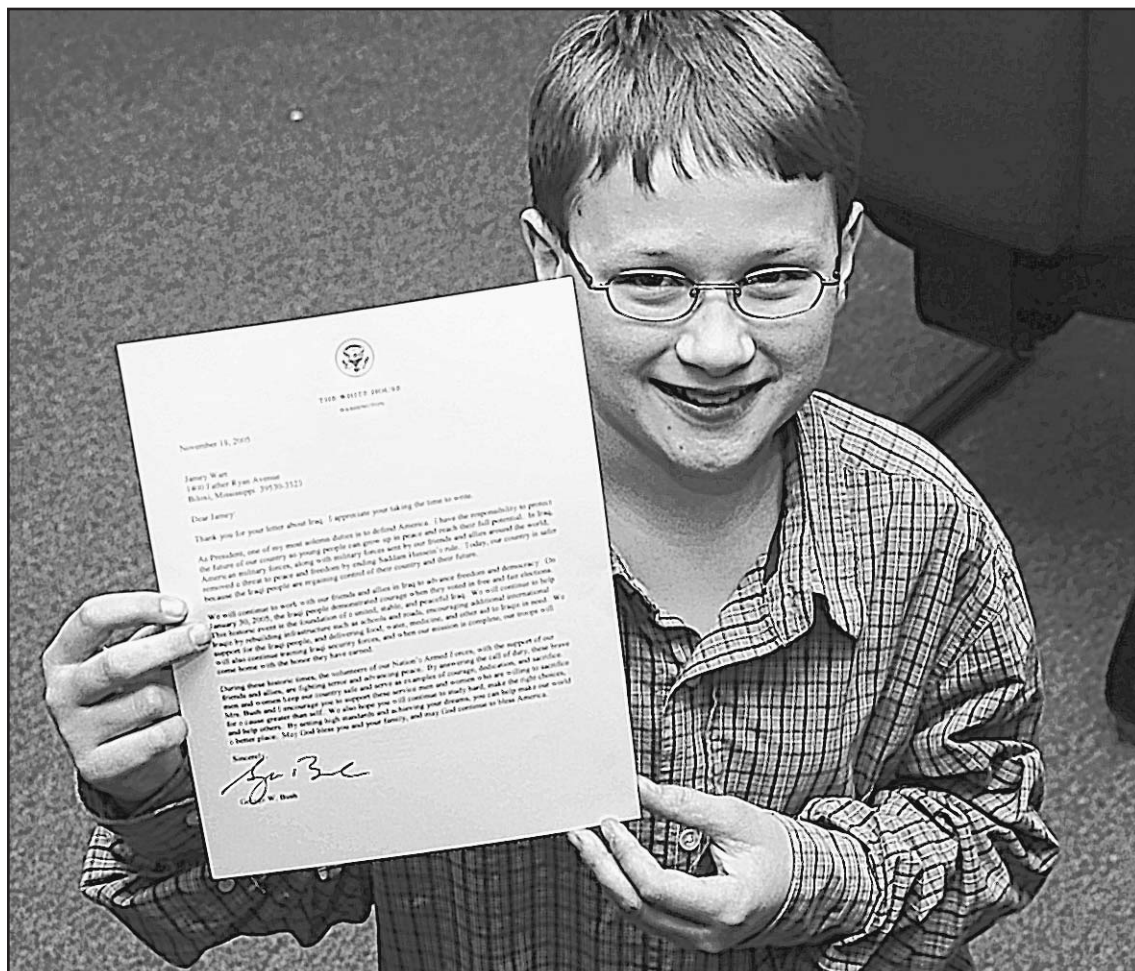 THE WHITE HOUSE
WASHINGTON
November 2005
Jamey
1400 Father Ryan Avenue
Biloxi, Mississippi 39530-3523
Dear Jamey:
Thank you for your letter about Iraq. I appreciate your taking the time to write.
As President, one of my most solemn duties is to defend America. I have the responsibility to protect
the future of our country so young people can grow up in peace and reach their full potential. In Iraq,
American military forces, along with military forces sent by our friends and allies around the world,
removed a threat to peace and freedom by ending Saddam Hussein's rule. Today, our country is safer
because the Iraqi people are regaining control of their country and their future.
We will continue to work with our friends and allies in Iraq to advance freedom and democracy. On
January 30, 2005, the Iraqi people demonstrated courage when they voted in free and fair elections.
This historic event is the foundation of a united, stable, and peaceful Iraq. We will continue to help
Iraqis by rebuilding infrastructure such as schools and roads, encouraging additional international
support for the Iraqi people, and delivering food, water, medicine, and other aid to Iraqis in need. We
will also continue training Iraqi security forces, and when our mission is complete, our troops will
come home with the honor they have earned.
During these historic times, the volunteers of our Nation's Armed Forces, with the support of our
friends and allies, are fighting terror and advancing peace. By answering the call of duty, these brave
men and women keep our country safe and serve as examples of courage, dedication, and sacrifice.
Mrs. Bush and I encourage you to support these service men and women who are willing to sacrifice
for a cause greater than self. We also hope you will continue to study hard, make the right choices,
and help others. By setting high standards and achieving your dreams, you can help make our world
a better place. May God bless you and your family, and may God continue to bless America.
Sincerely,
George W. Bush